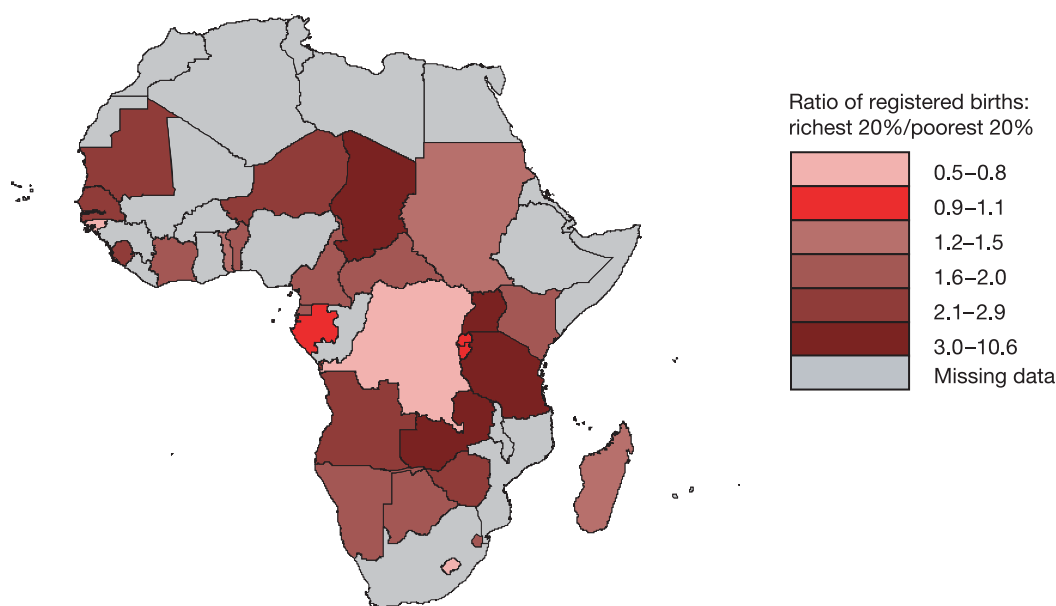 Ratio of registered births:
richest 20%/poorest 20%
0.5–0.8
0.9–1.1
1.2–1.5
1.6–2.0
2.1–2.9
3.0–10.6
Missing data